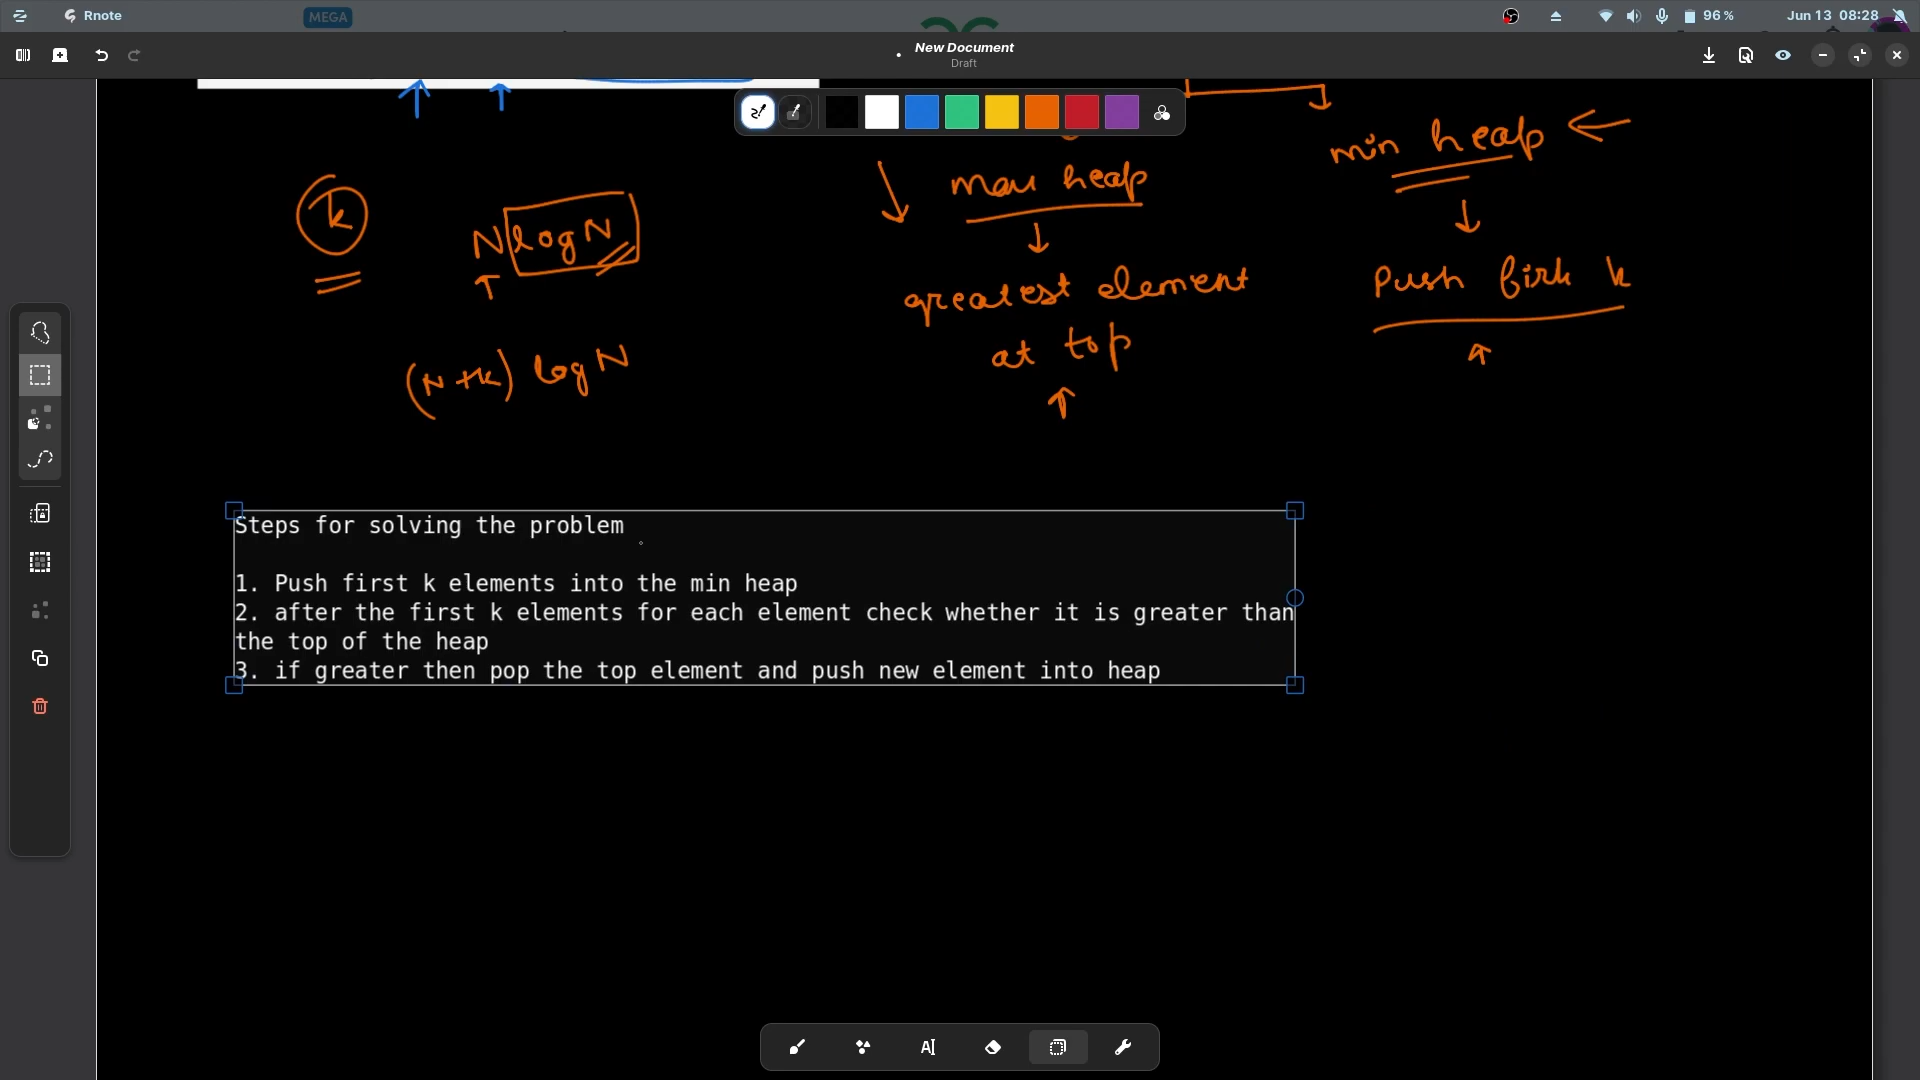 Rnote
MEGA
96 %
Jun 13 08:28
New Document
Draft
min heap
max heap
k
N log N
Push first k
greatest element
at top
(N+k) log N
Steps for solving the problem
1. Push first k elements into the min heap
2. after the first k elements for each element check whether it is greater than
the top of the heap
3. if greater then pop the top element and push new element into heap